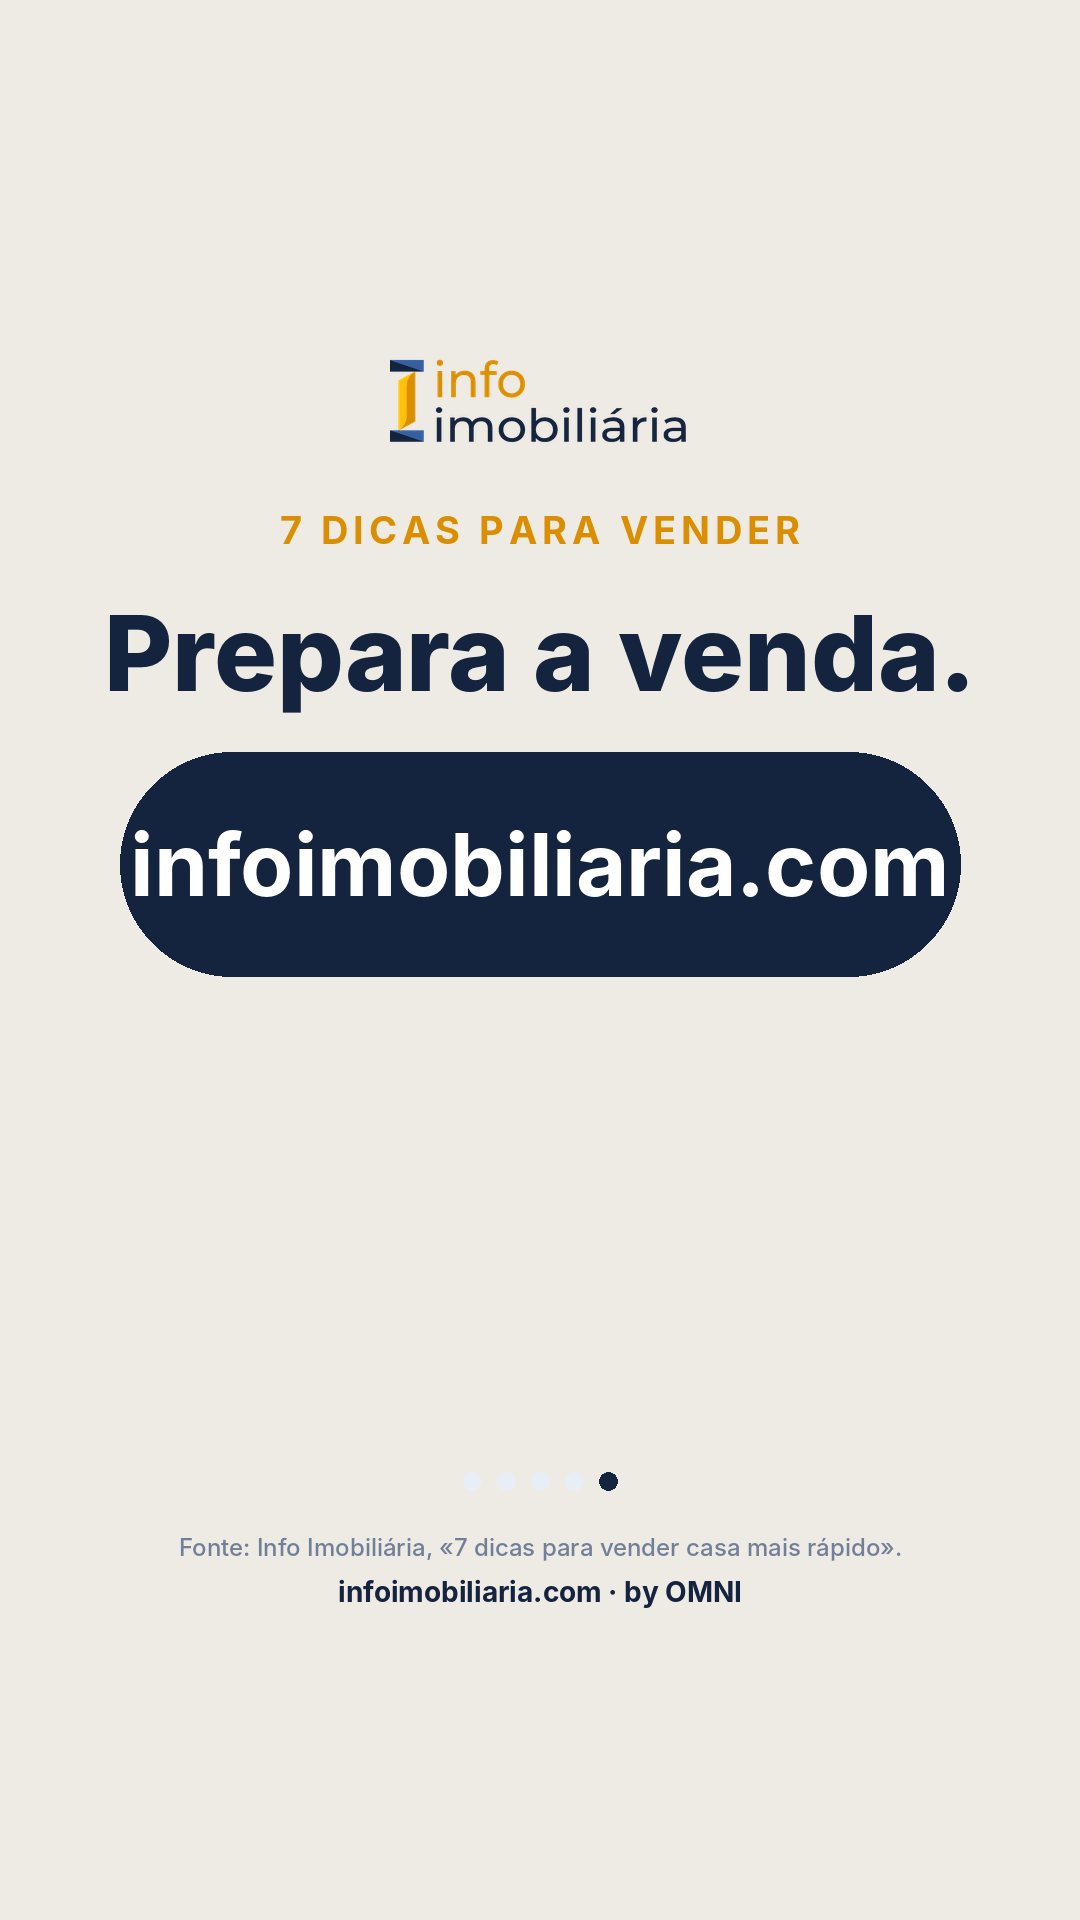 info
imobiliária
7 DICAS PARA VENDER
Prepara a venda.
infoimobiliaria.com
Fonte: Info Imobiliária, «7 dicas para vender casa mais rápido».
infoimobiliaria.com · by OMNI